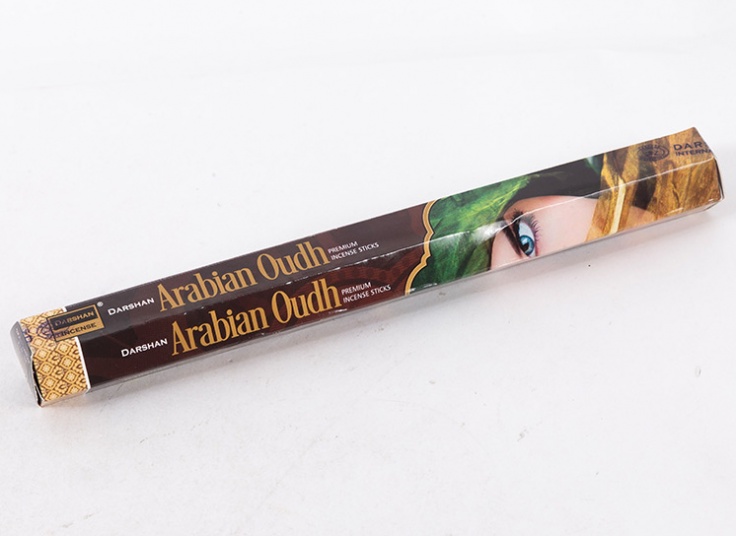 DARSHAN
INCENSE
®
DARSHAN Arabian Oudh PREMIUM
INCENSE STICKS
DARSHAN Arabian Oudh PREMIUM
INCENSE STICKS